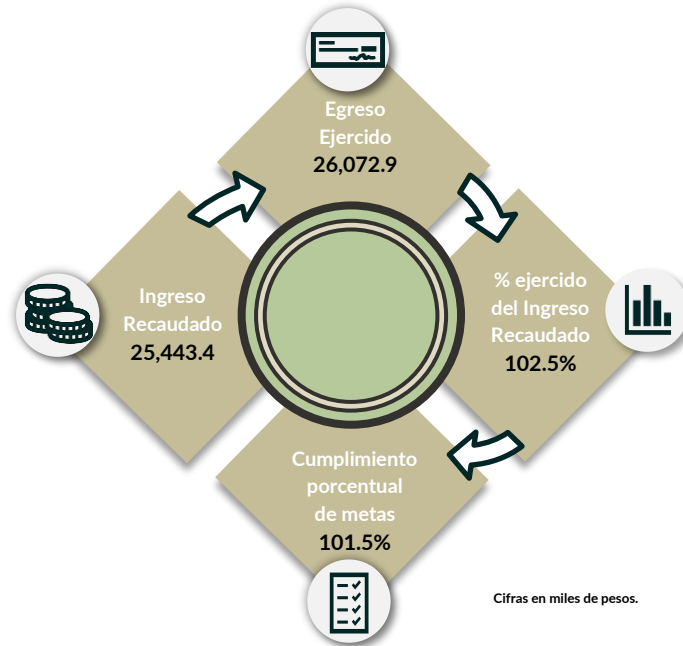 Egreso
Ejercido
26,072.9
Ingreso
Recaudado
25,443.4
% ejercido
del Ingreso
Recaudado
102.5%
Cumplimiento
porcentual
de metas
101.5%
Cifras en miles de pesos.